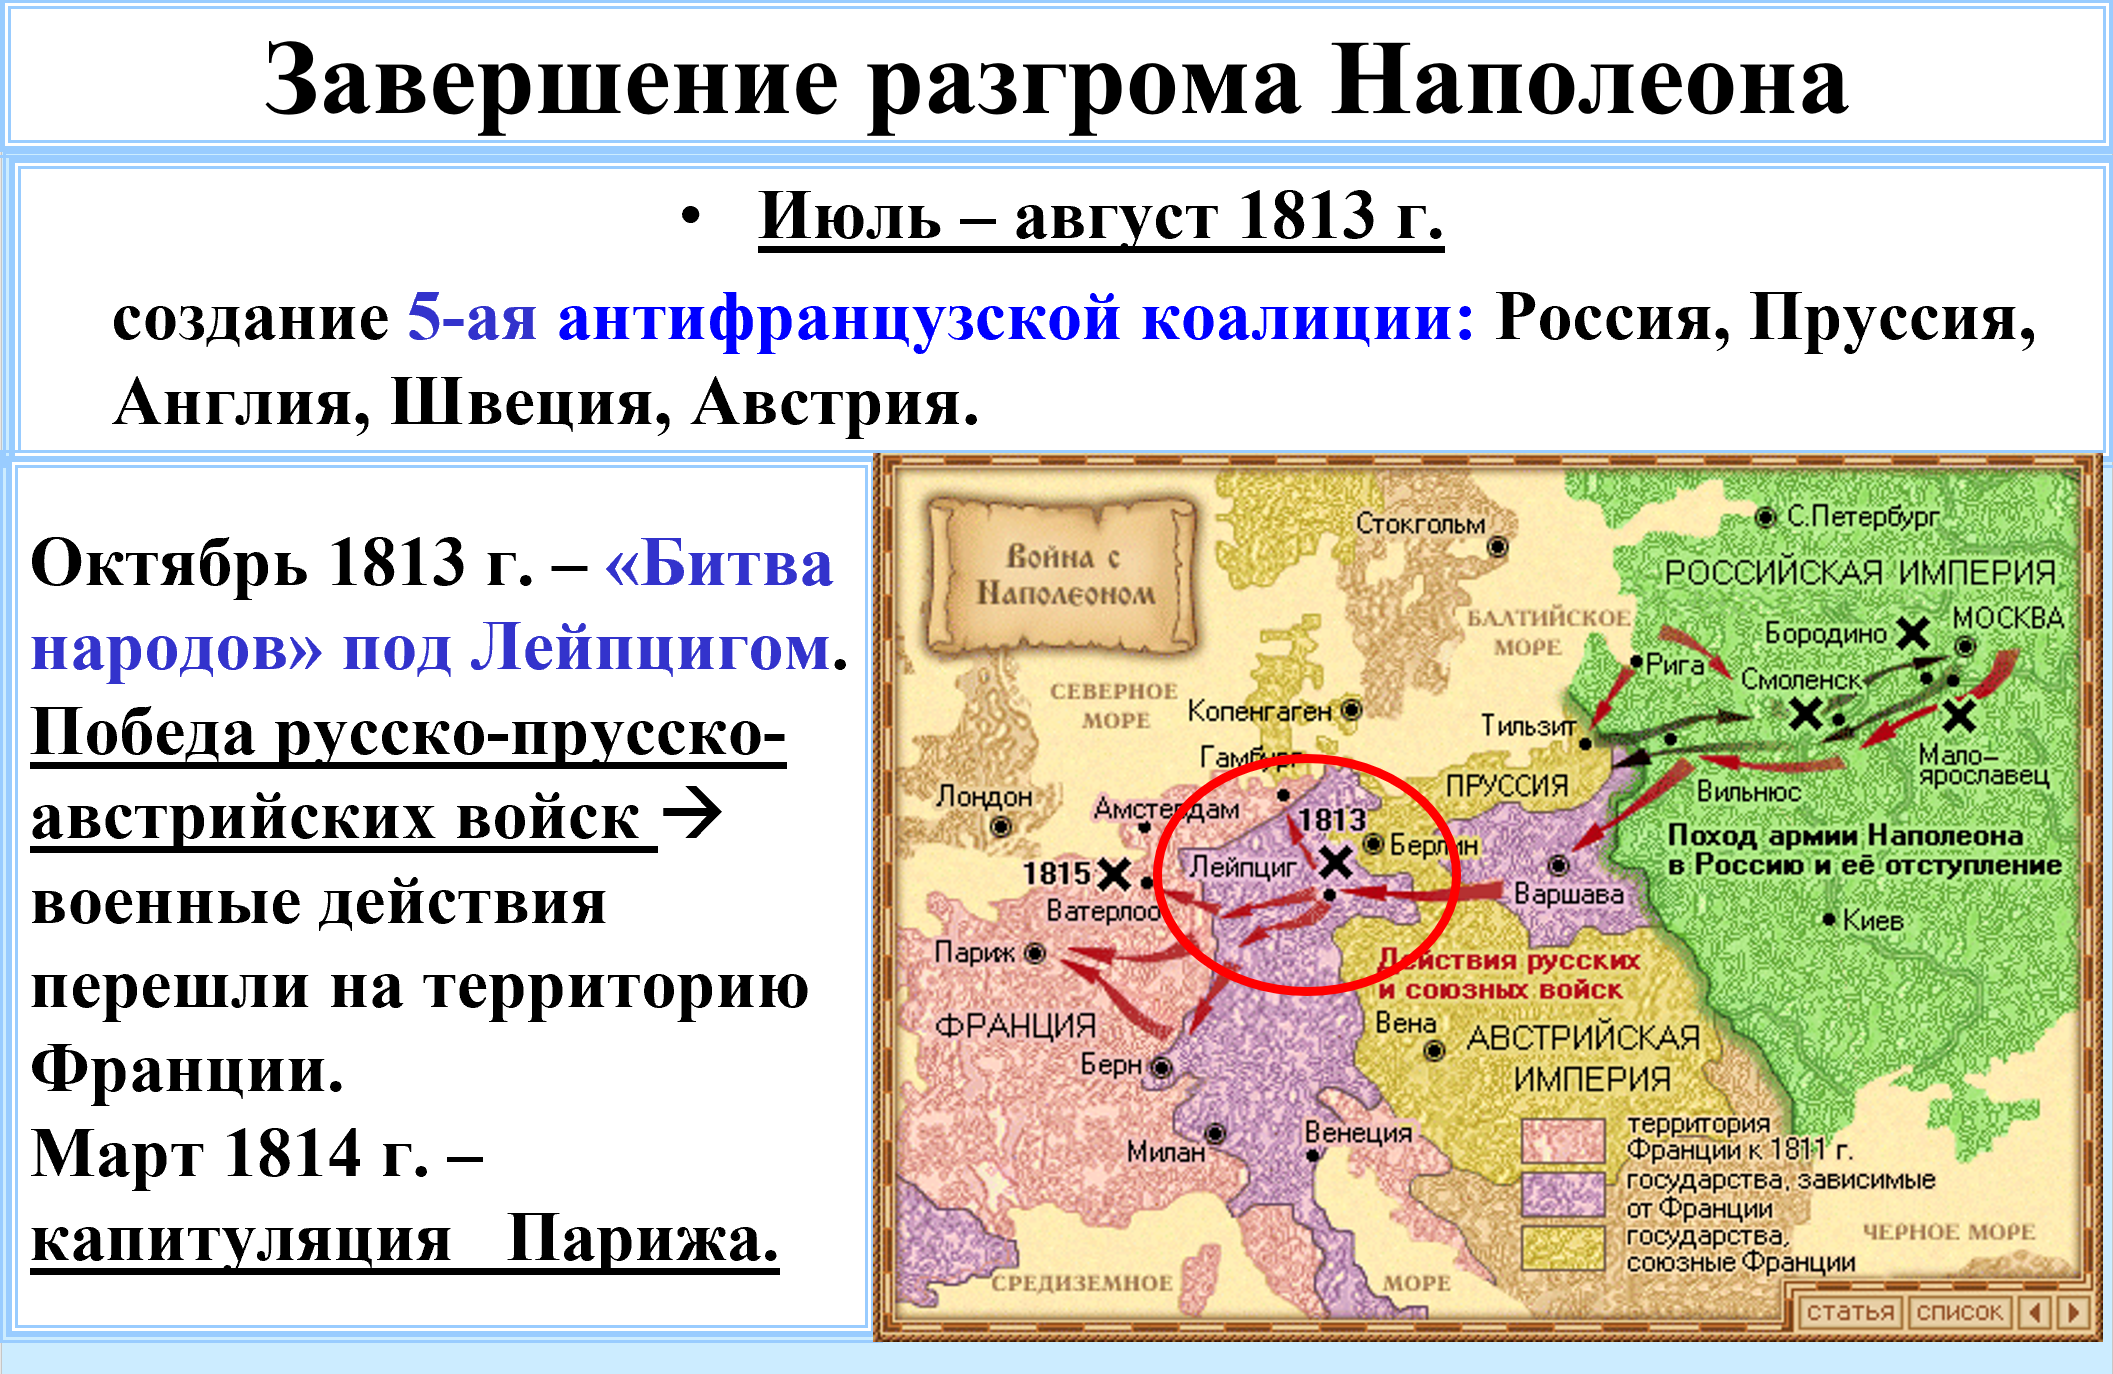 Завершение разгрома Наполеона
• Июль – август 1813 г.
создание 5-ая антифранцузской коалиции: Россия, Пруссия,
Англия, Швеция, Австрия.
Октябрь 1813 г. – «Битва
народов» под Лейпцигом.
Победа русско-прусско-
австрийских войск →
военные действия
перешли на территорию
Франции.
Март 1814 г. –
капитуляция Парижа.
Война с
Наполеоном
Стокгольм
С.Петербург
РОССИЙСКАЯ ИМПЕРИЯ
БАЛТИЙСКОЕ
МОРЕ
Бородино
МОСКВА
Рига
Смоленск
СЕВЕРНОЕ
МОРЕ
Копенгаген
Тильзит
Гамбург
ПРУССИЯ
Мало-
ярославец
Вильнюс
Лондон
Амстердам
1813
Берлин
Поход армии Наполеона
в Россию и её отступление
Лейпциг
1815
Ватерлоо
Варшава
Киев
Париж
Действия русских
и союзных войск
ФРАНЦИЯ
Вена
АВСТРИЙСКАЯ
ИМПЕРИЯ
Берн
Милан
Венеция
территория
Франции к 1811 г.
государства, зависимые
от Франции
государства,
союзные Франции
ЧЕРНОЕ МОРЕ
СРЕДИЗЕМНОЕ
МОРЕ
статья
список